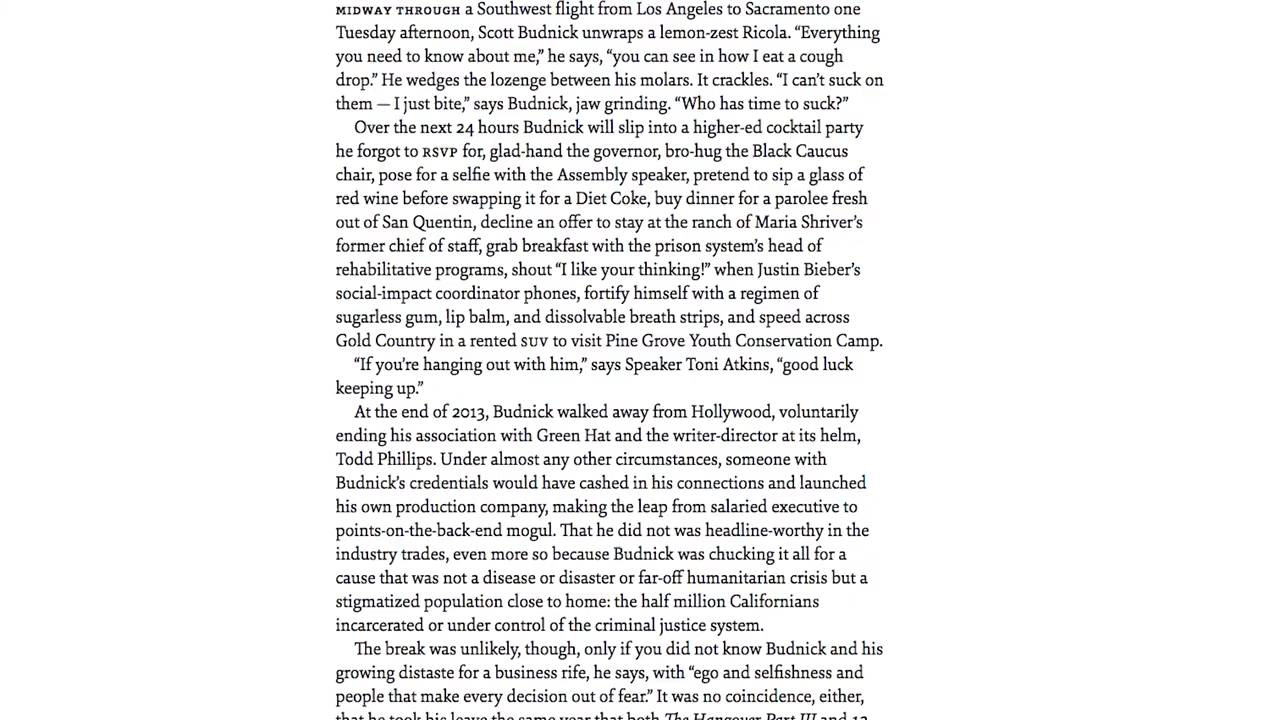 MIDWAY THROUGH a Southwest flight from Los Angeles to Sacramento one
Tuesday afternoon, Scott Budnick unwraps a lemon-zest Ricola. “Everything
you need to know about me,” he says, “you can see in how I eat a cough
drop.” He wedges the lozenge between his molars. It crackles. “I can’t suck on
them — I just bite,” says Budnick, jaw grinding. “Who has time to suck?”
Over the next 24 hours Budnick will slip into a higher-ed cocktail party
he forgot to RSVP for, glad-hand the governor, bro-hug the Black Caucus
chair, pose for a selfie with the Assembly speaker, pretend to sip a glass of
red wine before swapping it for a Diet Coke, buy dinner for a parolee fresh
out of San Quentin, decline an offer to stay at the ranch of Maria Shriver’s
former chief of staff, grab breakfast with the prison system’s head of
rehabilitative programs, shout “I like your thinking!” when Justin Bieber’s
social-impact coordinator phones, fortify himself with a regimen of
sugarless gum, lip balm, and dissolvable breath strips, and speed across
Gold Country in a rented SUV to visit Pine Grove Youth Conservation Camp.
“If you’re hanging out with him,” says Speaker Toni Atkins, “good luck
keeping up.”
At the end of 2013, Budnick walked away from Hollywood, voluntarily
ending his association with Green Hat and the writer-director at its helm,
Todd Phillips. Under almost any other circumstances, someone with
Budnick’s credentials would have cashed in his connections and launched
his own production company, making the leap from salaried executive to
points-on-the-back-end mogul. That he did not was headline-worthy in the
industry trades, even more so because Budnick was chucking it all for a
cause that was not a disease or disaster or far-off humanitarian crisis but a
stigmatized population close to home: the half million Californians
incarcerated or under control of the criminal justice system.
The break was unlikely, though, only if you did not know Budnick and his
growing distaste for a business rife, he says, with “ego and selfishness and
people that make every decision out of fear.” It was no coincidence, either,
that he took his leave the same year that both The Hangover Part III and 12